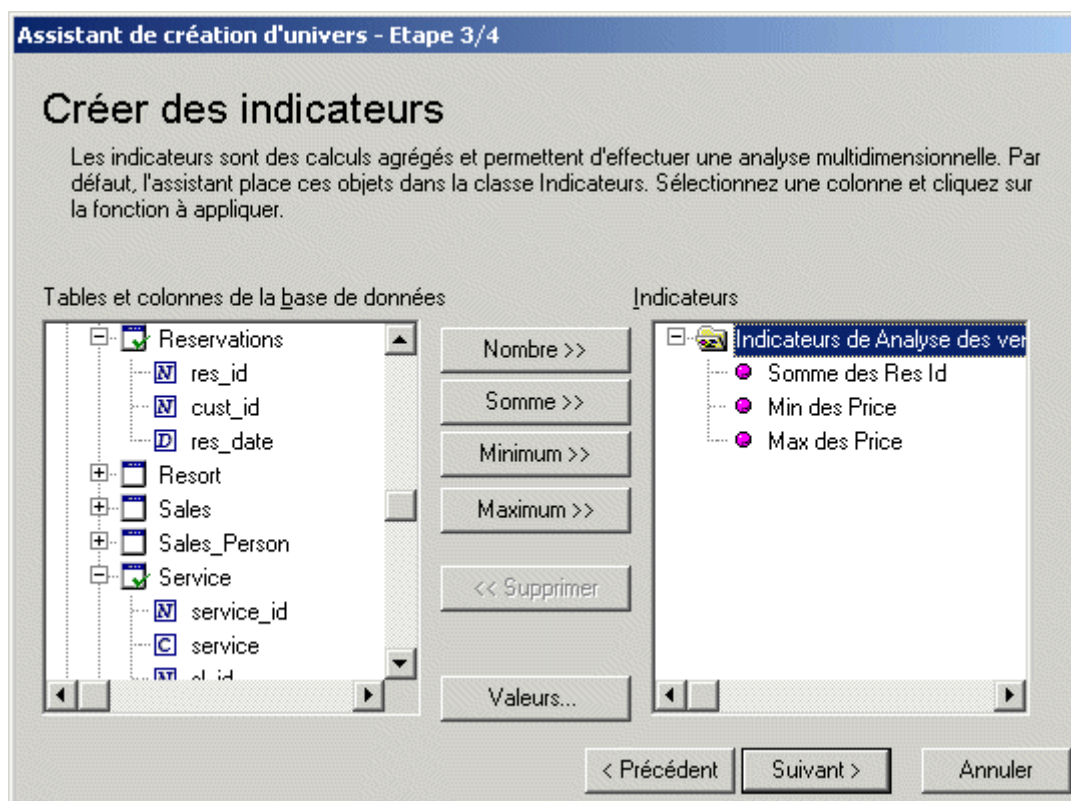 Assistant de création d'univers - Etape 3/4
Créer des indicateurs
Les indicateurs sont des calculs agrégés et permettent d'effectuer une analyse multidimensionnelle. Par
défaut, l'assistant place ces objets dans la classe Indicateurs. Sélectionnez une colonne et cliquez sur
la fonction à appliquer.
Tables et colonnes de la base de données
Reservations
N res_id
N cust_id
D res_date
Resort
Sales
Sales_Person
Service
N service_id
C service
Nombre >>
Somme >>
Minimum >>
Maximum >>
<< Supprimer
Valeurs...
Indicateurs
Indicateurs de Analyse des ver
Somme des Res Id
Min des Price
Max des Price
< Précédent
Suivant >
Annuler